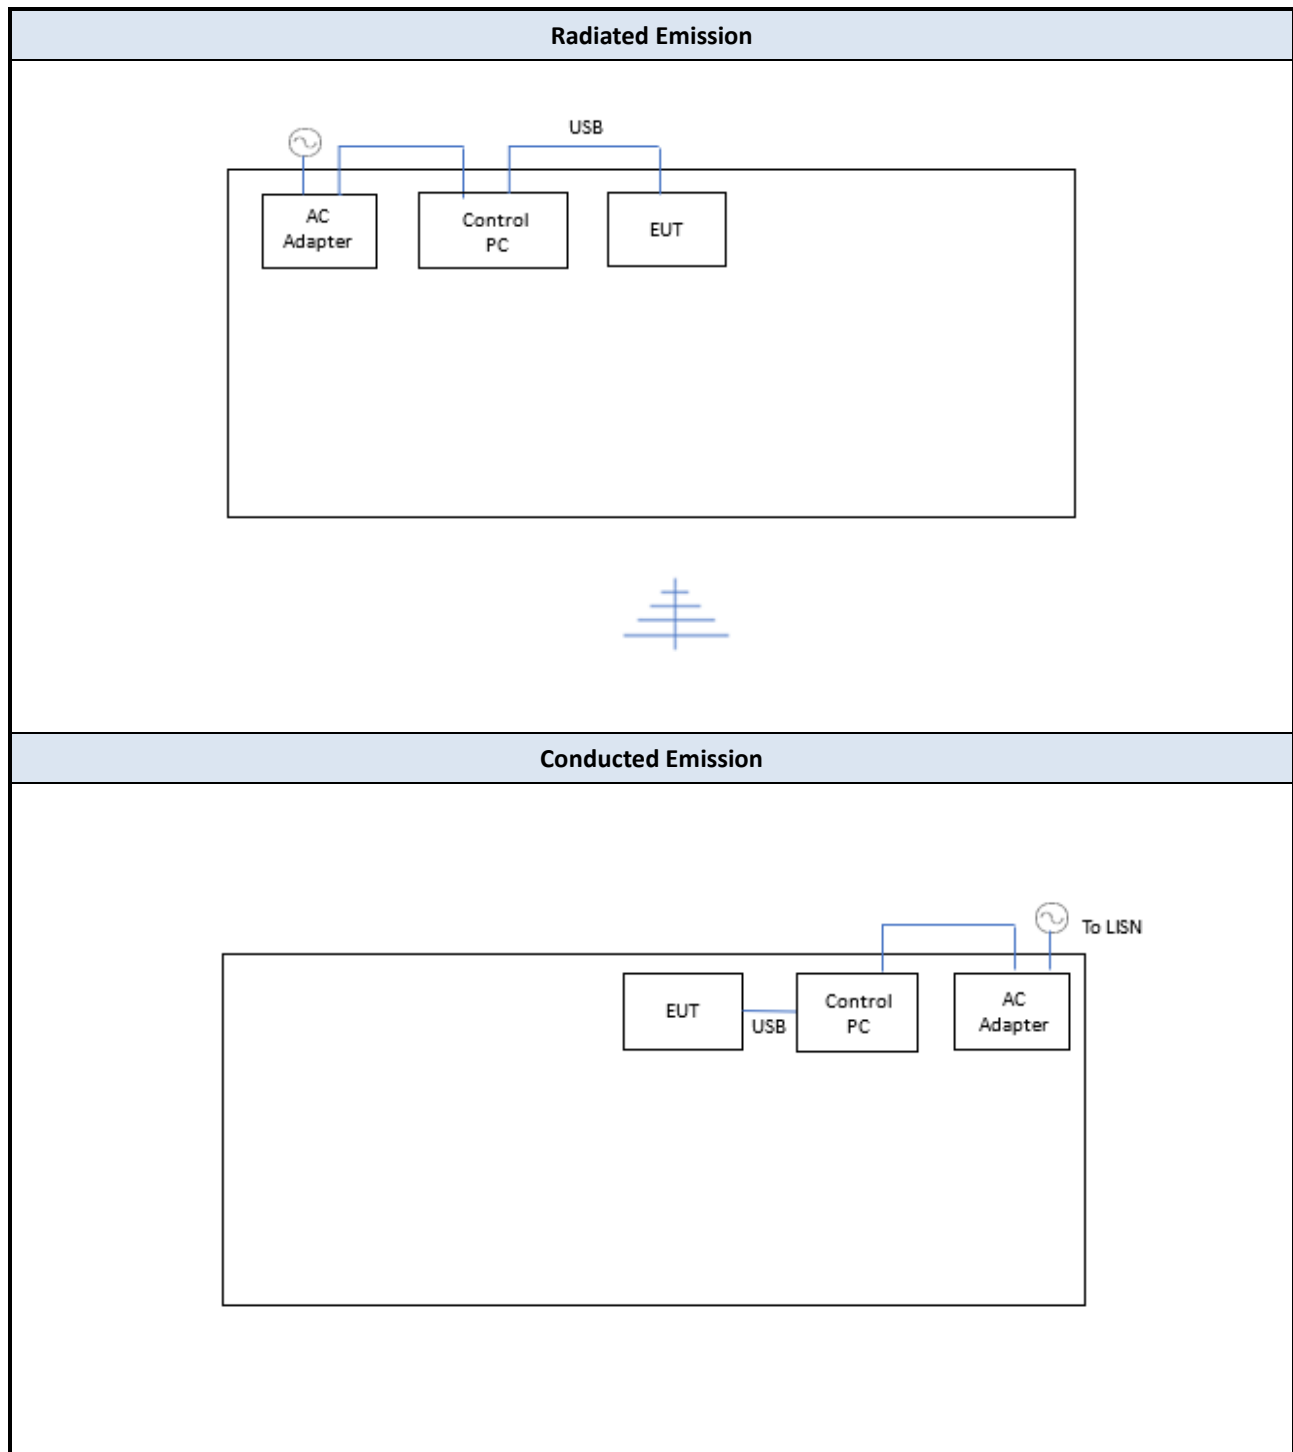 Radiated Emission
USB
AC
Adapter
Control
PC
EUT
Conducted Emission
To LISN
EUT
USB
Control
PC
AC
Adapter